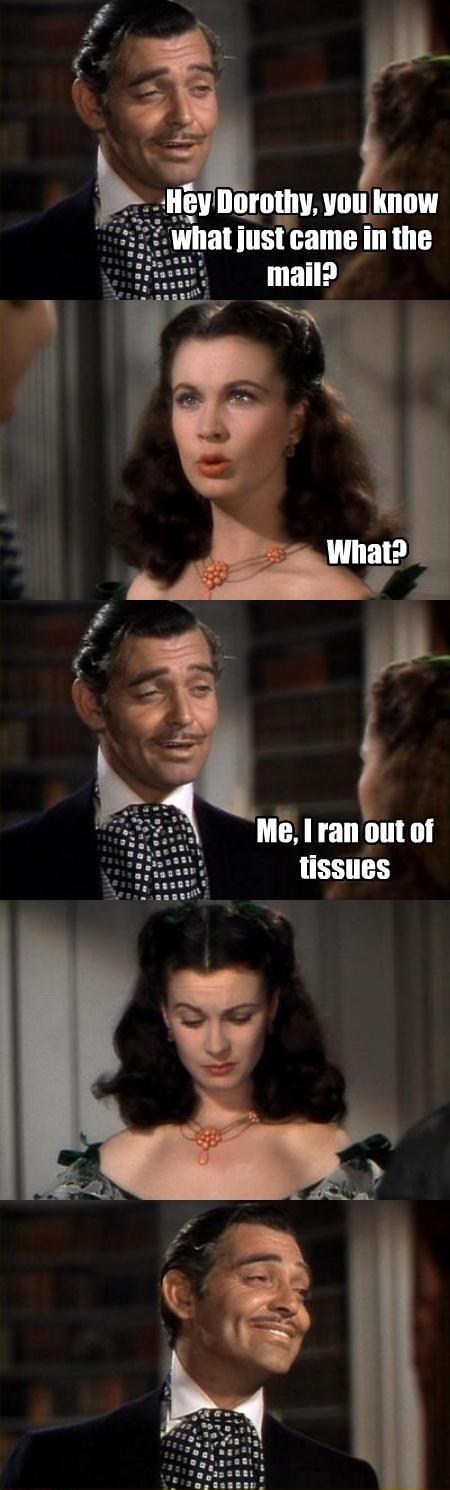 Hey Dorothy, you know
what just came in the
mail?
What?
Me, I ran out of
tissues